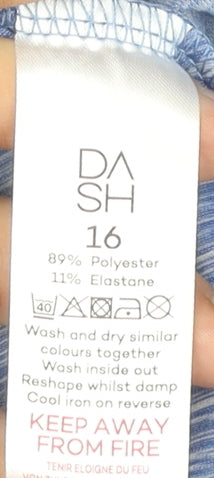 DA
SH
16
89% Polyester
11% Elastane
40
Wash and dry similar
colours together
Wash inside out
Reshape whilst damp
Cool iron on reverse
KEEP AWAY
FROM FIRE
TENIR ELOIGNE DU FEU